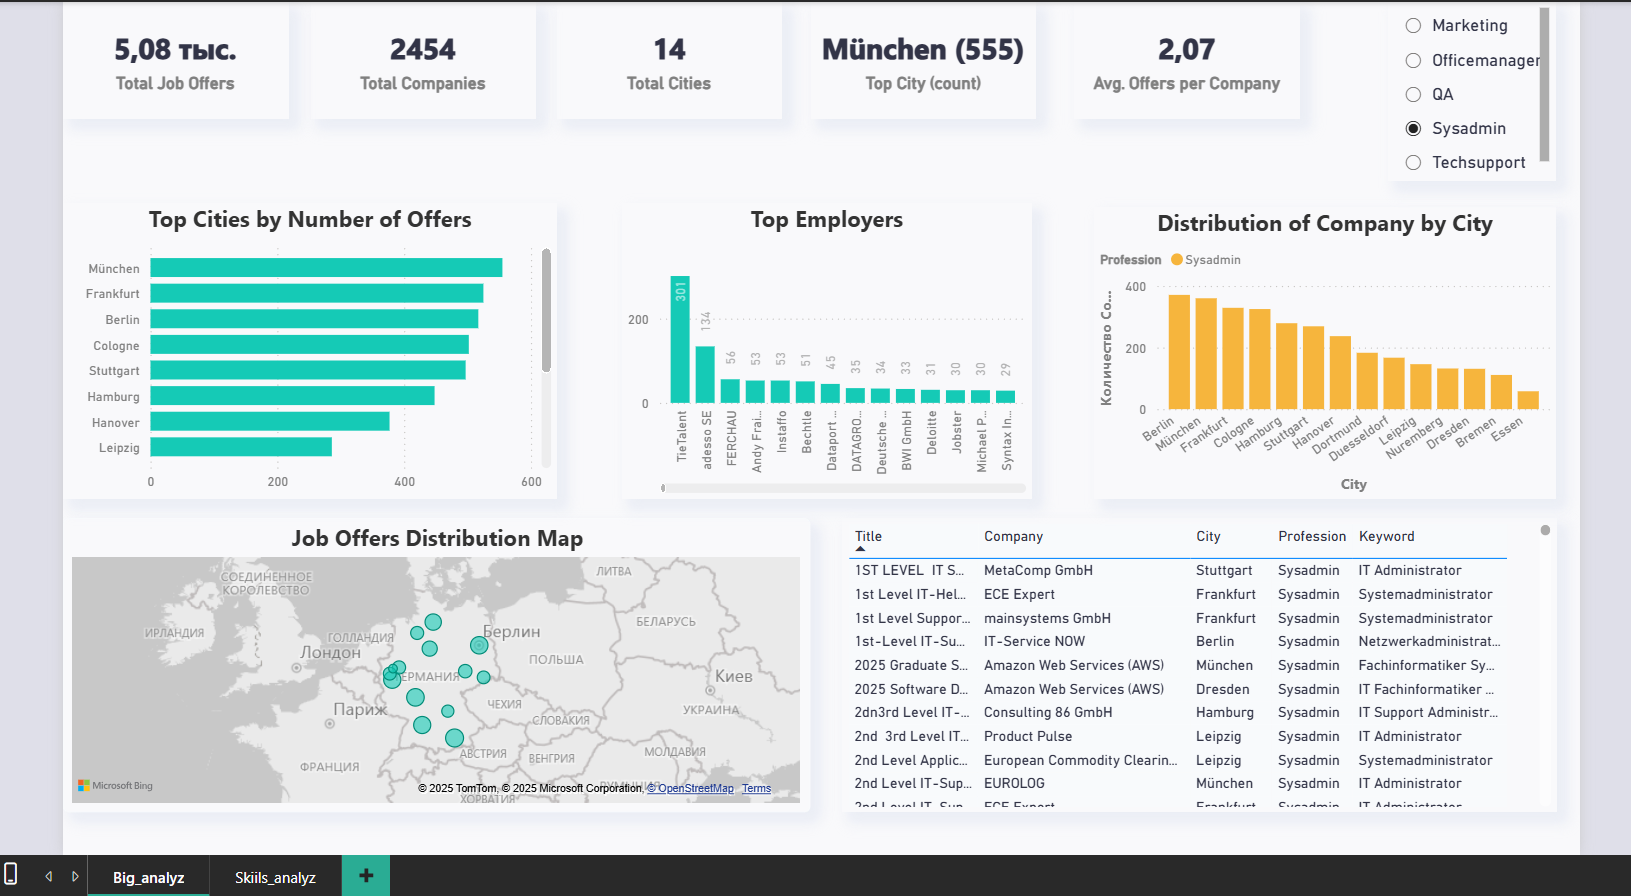 5,08 тыс.
Total Job Offers
2454
Total Companies
14
Total Cities
München (555)
Top City (count)
2,07
Avg. Offers per Company
Marketing
Officemanager
QA
Sysadmin
Techsupport
Top Cities by Number of Offers
München
Frankfurt
Berlin
Cologne
Stuttgart
Hamburg
Hanover
Leipzig
0 200 400 600
Top Employers
200
0
301 134 56 53 53 51 45 35 34 33 31 30 30 29
TieTalent
adesso SE
FERCHAU
Andy Frai...
Instaffo
Bechtle
Dataport ...
DATAGRO...
Deutsche ...
BWI GmbH
Deloitte
Jobster
Michael P...
Syntax In...
Distribution of Company by City
Profession Sysadmin
Количество Co...
400
200
0
Berlin
München
Frankfurt
Cologne
Hamburg
Stuttgart
Hanover
Dortmund
Duesseldorf
Leipzig
Nuremberg
Dresden
Bremen
Essen
City
Job Offers Distribution Map
СОЕДИНЕННОЕ
КОРОЛЕВСТВО
ЛИТВА
ИРЛАНДИЯ
ГОЛЛАНДИЯ
Берлин
БЕЛАРУСЬ
Лондон
ПОЛЬША
ЕРМАНИЯ
Киев
Париж
ЧЕХИЯ
УКРАИНА
СЛОВАКИЯ
АВСТРИЯ
ВЕНГРИЯ
МОЛДАВИЯ
ФРАНЦИЯ
РУМЫНИЯ
ХОРВАТИЯ
Microsoft Bing
© 2025 TomTom, © 2025 Microsoft Corporation, © OpenStreetMap Terms
Title Company City Profession Keyword
1ST LEVEL IT S... MetaComp GmbH Stuttgart Sysadmin IT Administrator
1st Level IT-Hel... ECE Expert Frankfurt Sysadmin Systemadministrator
1st Level Suppor... mainsystems GmbH Frankfurt Sysadmin Systemadministrator
1st-Level IT-Su... IT-Service NOW Berlin Sysadmin Netzwerkadministrat...
2025 Graduate S... Amazon Web Services (AWS) München Sysadmin Fachinformatiker Sy...
2025 Software D... Amazon Web Services (AWS) Dresden Sysadmin IT Fachinformatiker ...
2dn3rd Level IT-... Consulting 86 GmbH Hamburg Sysadmin IT Support Administr...
2nd 3rd Level IT... Product Pulse Leipzig Sysadmin IT Administrator
2nd Level Applic... European Commodity Clearin... Leipzig Sysadmin Systemadministrator
2nd Level IT-Sup... EUROLOG München Sysadmin IT Administrator
2nd Level IT-Sup... ECE Expert Frankfurt Sysadmin IT Administrator
Big_analyz Skiils_analyz +